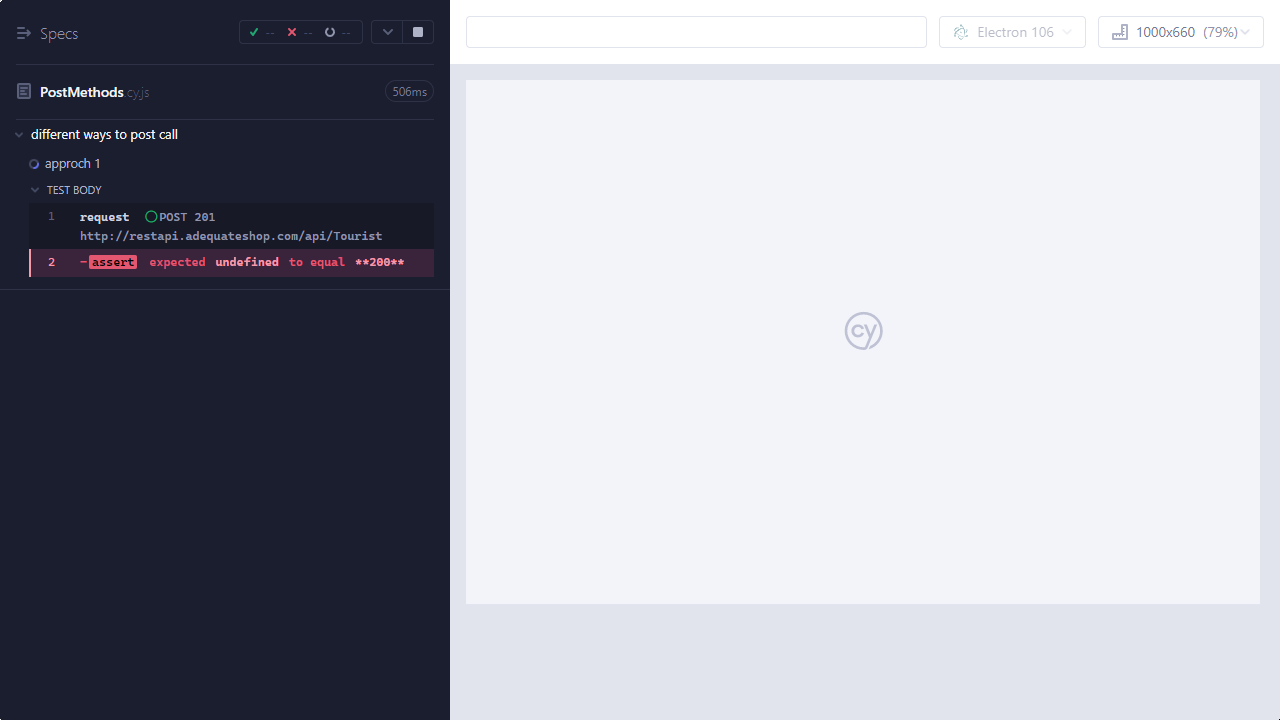 Specs
-- -- --
PostMethods cy.js
506ms
different ways to post call
approch 1
TEST BODY
1 request POST 201
http://restapi.adequateshop.com/api/Tourist
2 -assert expected undefined to equal **200**
Electron 106
1000x660 (79%)
cy